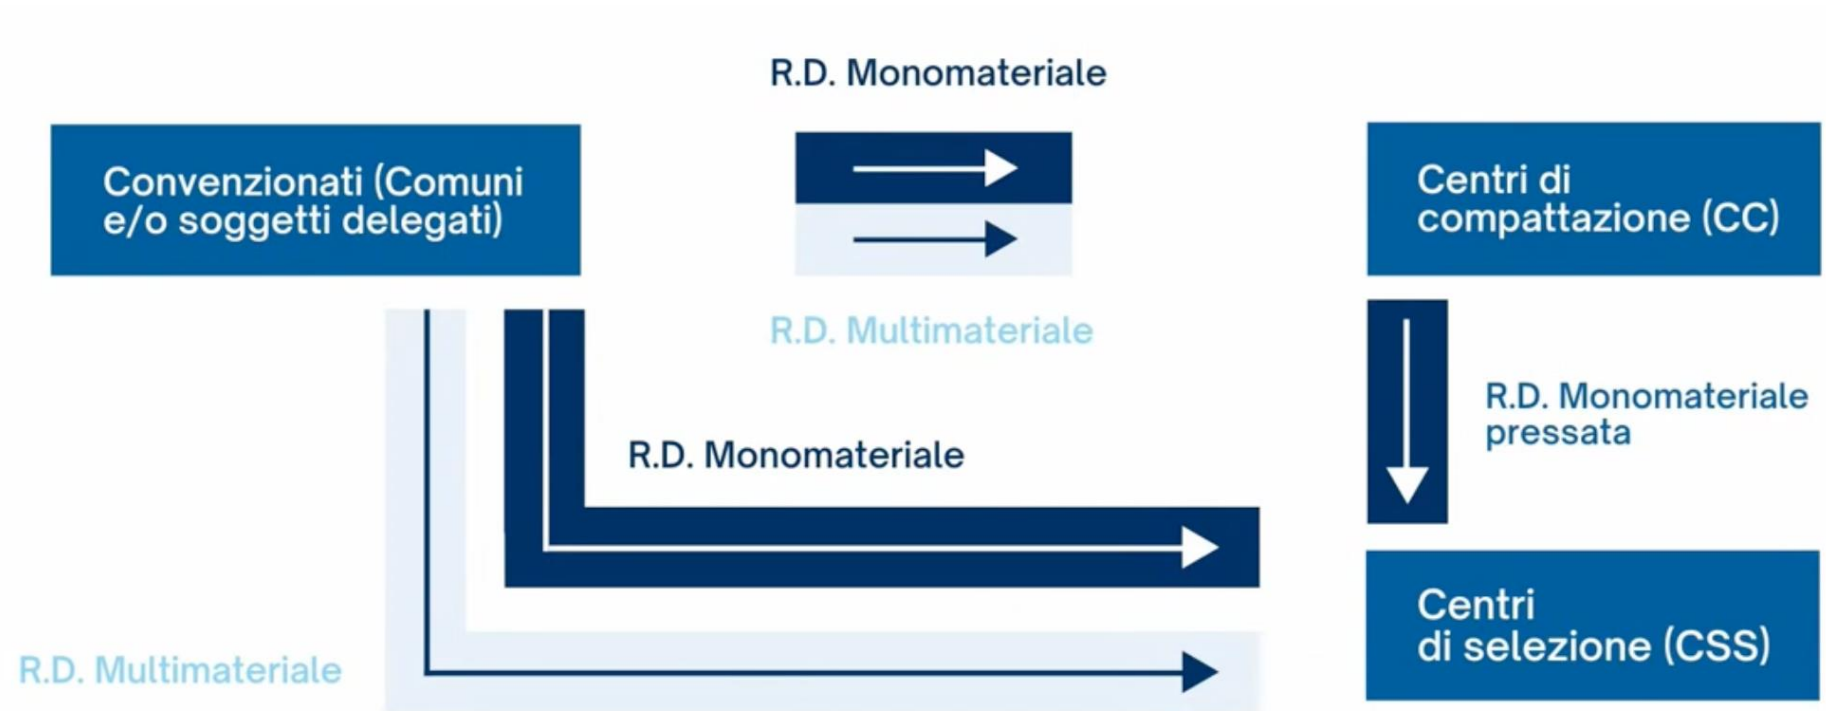 R.D. Monomateriale
Convenzionati (Comuni
e/o soggetti delegati)
Centri di
compattazione (CC)
R.D. Multimateriale
R.D. Monomateriale
pressata
R.D. Monomateriale
Centri
di selezione (CSS)
R.D. Multimateriale